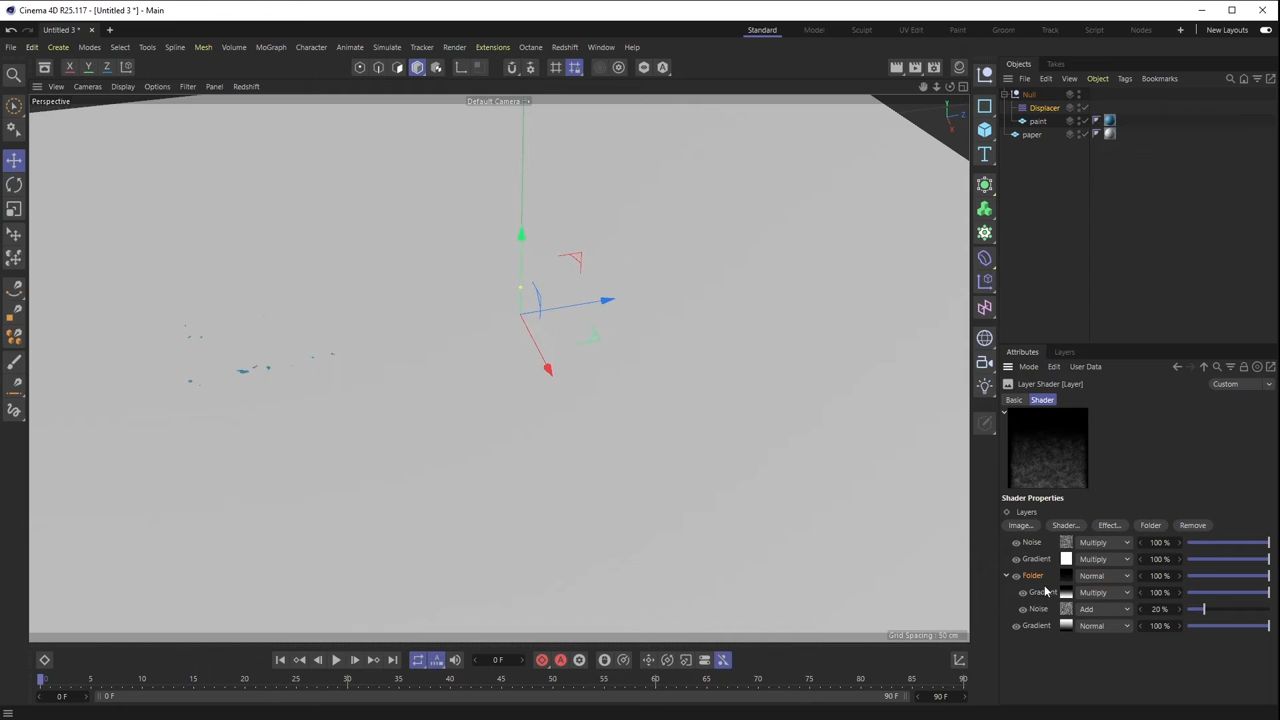 Cinema 4D R25.117 - [Untitled 3 *] - Main
Untitled 3 *
Standard Model Sculpt UV Edit Paint Groom Track Script Nodes New Layouts
File Edit Create Modes Select Tools Spline Mesh Volume MoGraph Character Animate Simulate Tracker Render Extensions Octane Redshift Window Help
X Y Z
View Cameras Display Options Filter Panel Redshift
Perspective
Default Camera
Y
Z
X
Grid Spacing : 50 cm
Objects Takes
File Edit View Object Tags Bookmarks
Null
Displacer
paint
paper
Attributes Layers
Mode Edit User Data
Layer Shader [Layer]
Custom
Basic Shader
Shader Properties
Layers
Image... Shader... Effect... Folder Remove
Noise Multiply 100 %
Gradient Multiply 100 %
Folder Normal 100 %
Gradient Multiply 100 %
Noise Add 20 %
Gradient Normal 100 %
0 F
0 5 10 15 20 25 30 35 40 45 50 55 60 65 70 75 80 85 90
0 F 0 F 90 F 90 F